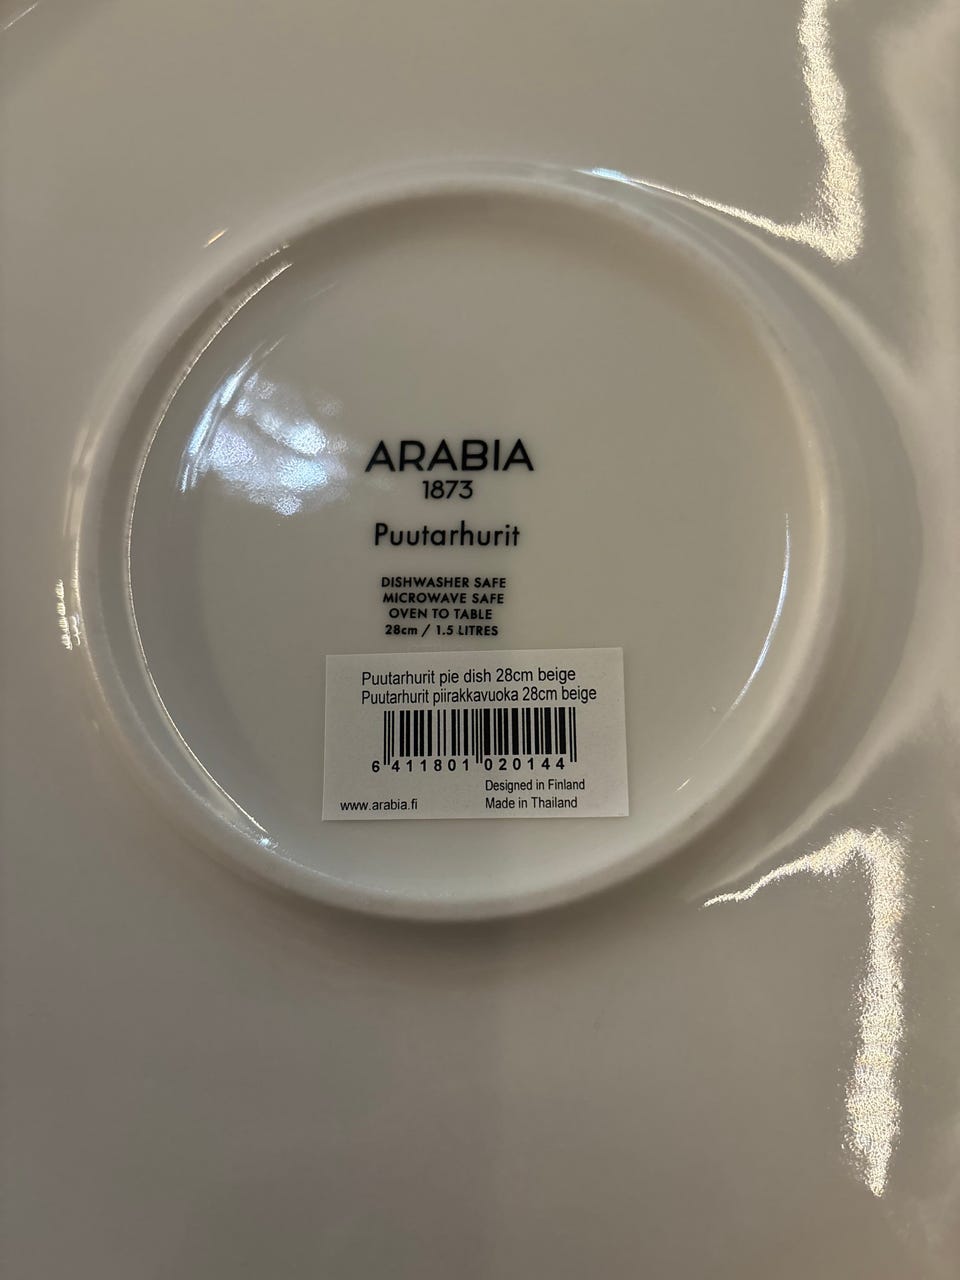 ARABIA
1873
Puutarhurit
DISHWASHER SAFE
MICROWAVE SAFE
OVEN TO TABLE
28cm / 1.5 LITRES
Puutarhurit pie dish 28cm beige
Puutarhurit piirakkavuoka 28cm beige
6 411801 020144
Designed in Finland
www.arabia.fi Made in Thailand